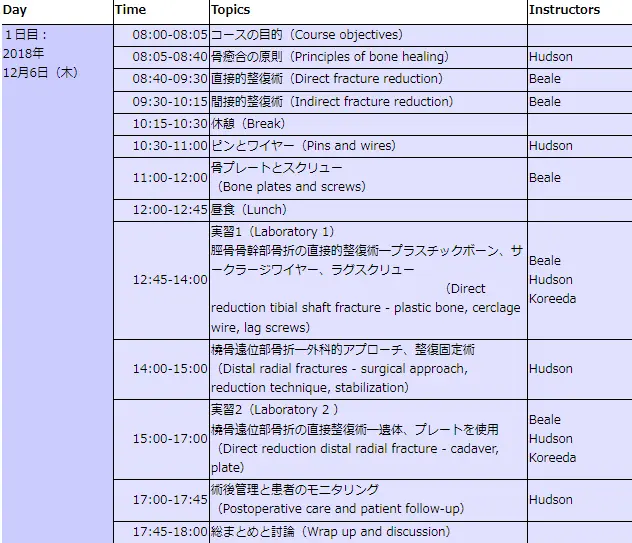 Day Time Topics Instructors
１日目：
2018年
12月6日（木）
08:00-08:05 コースの目的（Course objectives）
08:05-08:40 骨癒合の原則（Principles of bone healing) Hudson
08:40-09:30 直接的整復術（Direct fracture reduction） Beale
09:30-10:15 間接的整復術（Indirect fracture reduction） Beale
10:15-10:30 休憩（Break）
10:30-11:00 ピンとワイヤー（Pins and wires） Hudson
11:00-12:00 骨プレートとスクリュー
（Bone plates and screws） Beale
12:00-12:45 昼食（Lunch）
実習1（Laboratory 1）
脛骨骨幹部骨折の直接的整復術―プラスチックボーン、サ
ークラージワイヤー、ラグスクリュー
（Direct
reduction tibial shaft fracture - plastic bone, cerclage
wire, lag screws）
12:45-14:00
Beale
Hudson
Koreeda
橈骨遠位部骨折―外科的アプローチ、整復固定術
14:00-15:00 （Distal radial fractures - surgical approach, Hudson
reduction technique, stabilization）
実習2（Laboratory 2 ）
橈骨遠位部骨折の直接整復術―遺体、プレートを使用
（Direct reduction distal radial fracture - cadaver,
plate）
15:00-17:00
Beale
Hudson
Koreeda
17:00-17:45 術後管理と患者のモニタリング
（Postoperative care and patient follow-up） Hudson
17:45-18:00 総まとめと討論（Wrap up and discussion）